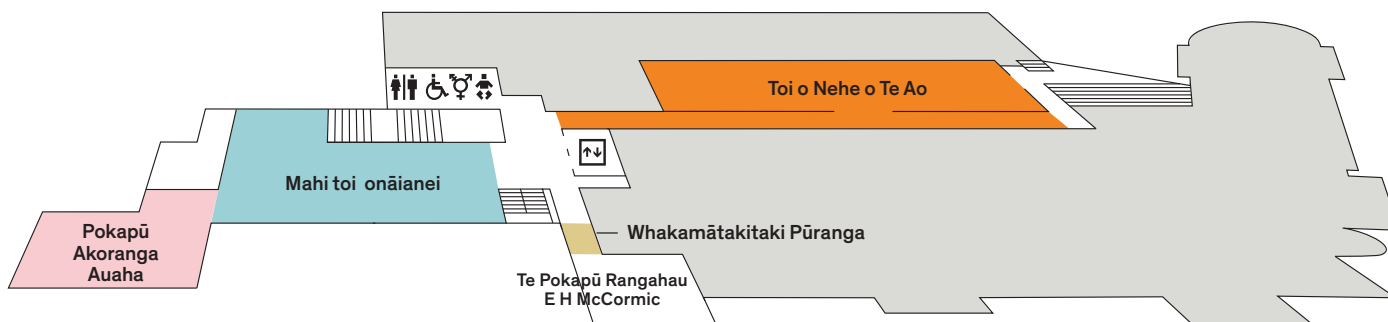 Toi o Nehe o Te Ao
Mahi toi onāianei
Pokapū
Akoranga
Auaha
Whakamātakitaki Pūranga
Te Pokapū Rangahau
E H McCormic